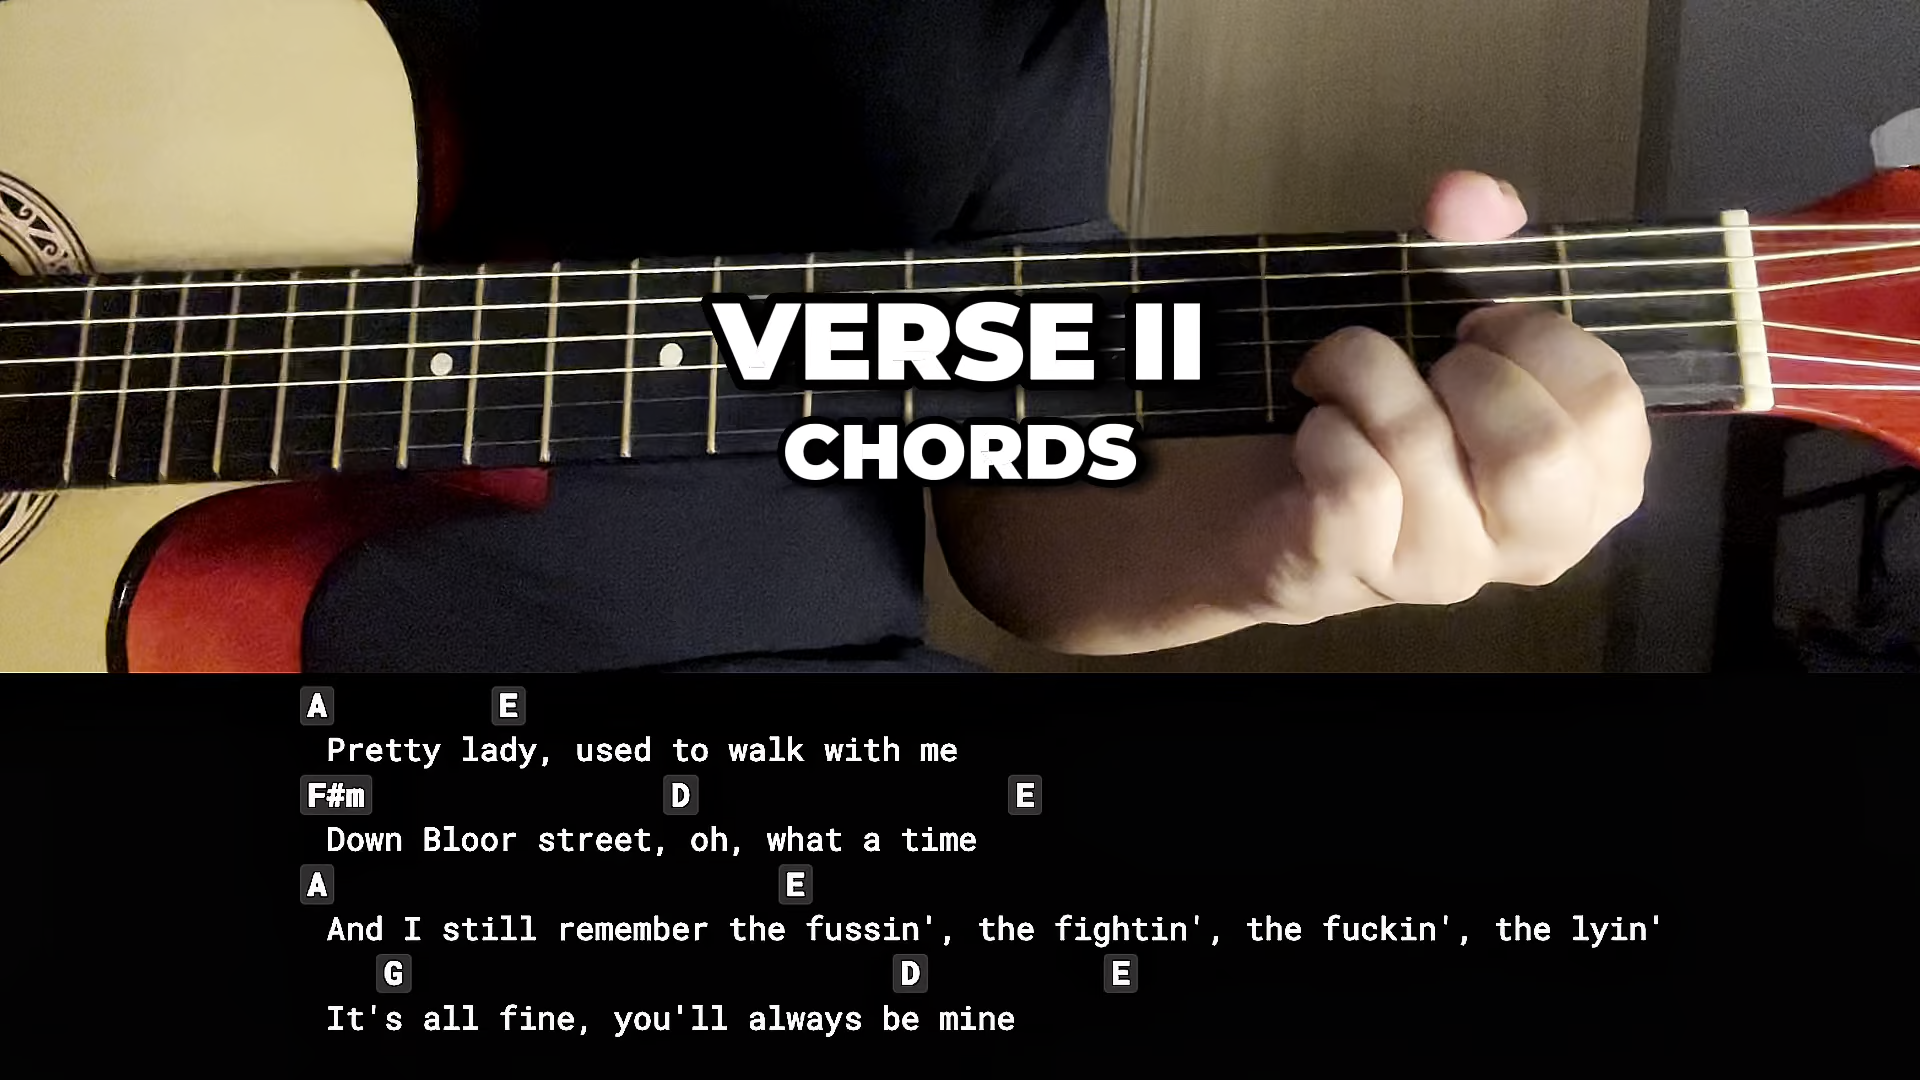 VERSE II
CHORDS
A E
Pretty lady, used to walk with me
F#m D E
Down Bloor street, oh, what a time
A E
And I still remember the fussin', the fightin', the fuckin', the lyin'
G D E
It's all fine, you'll always be mine